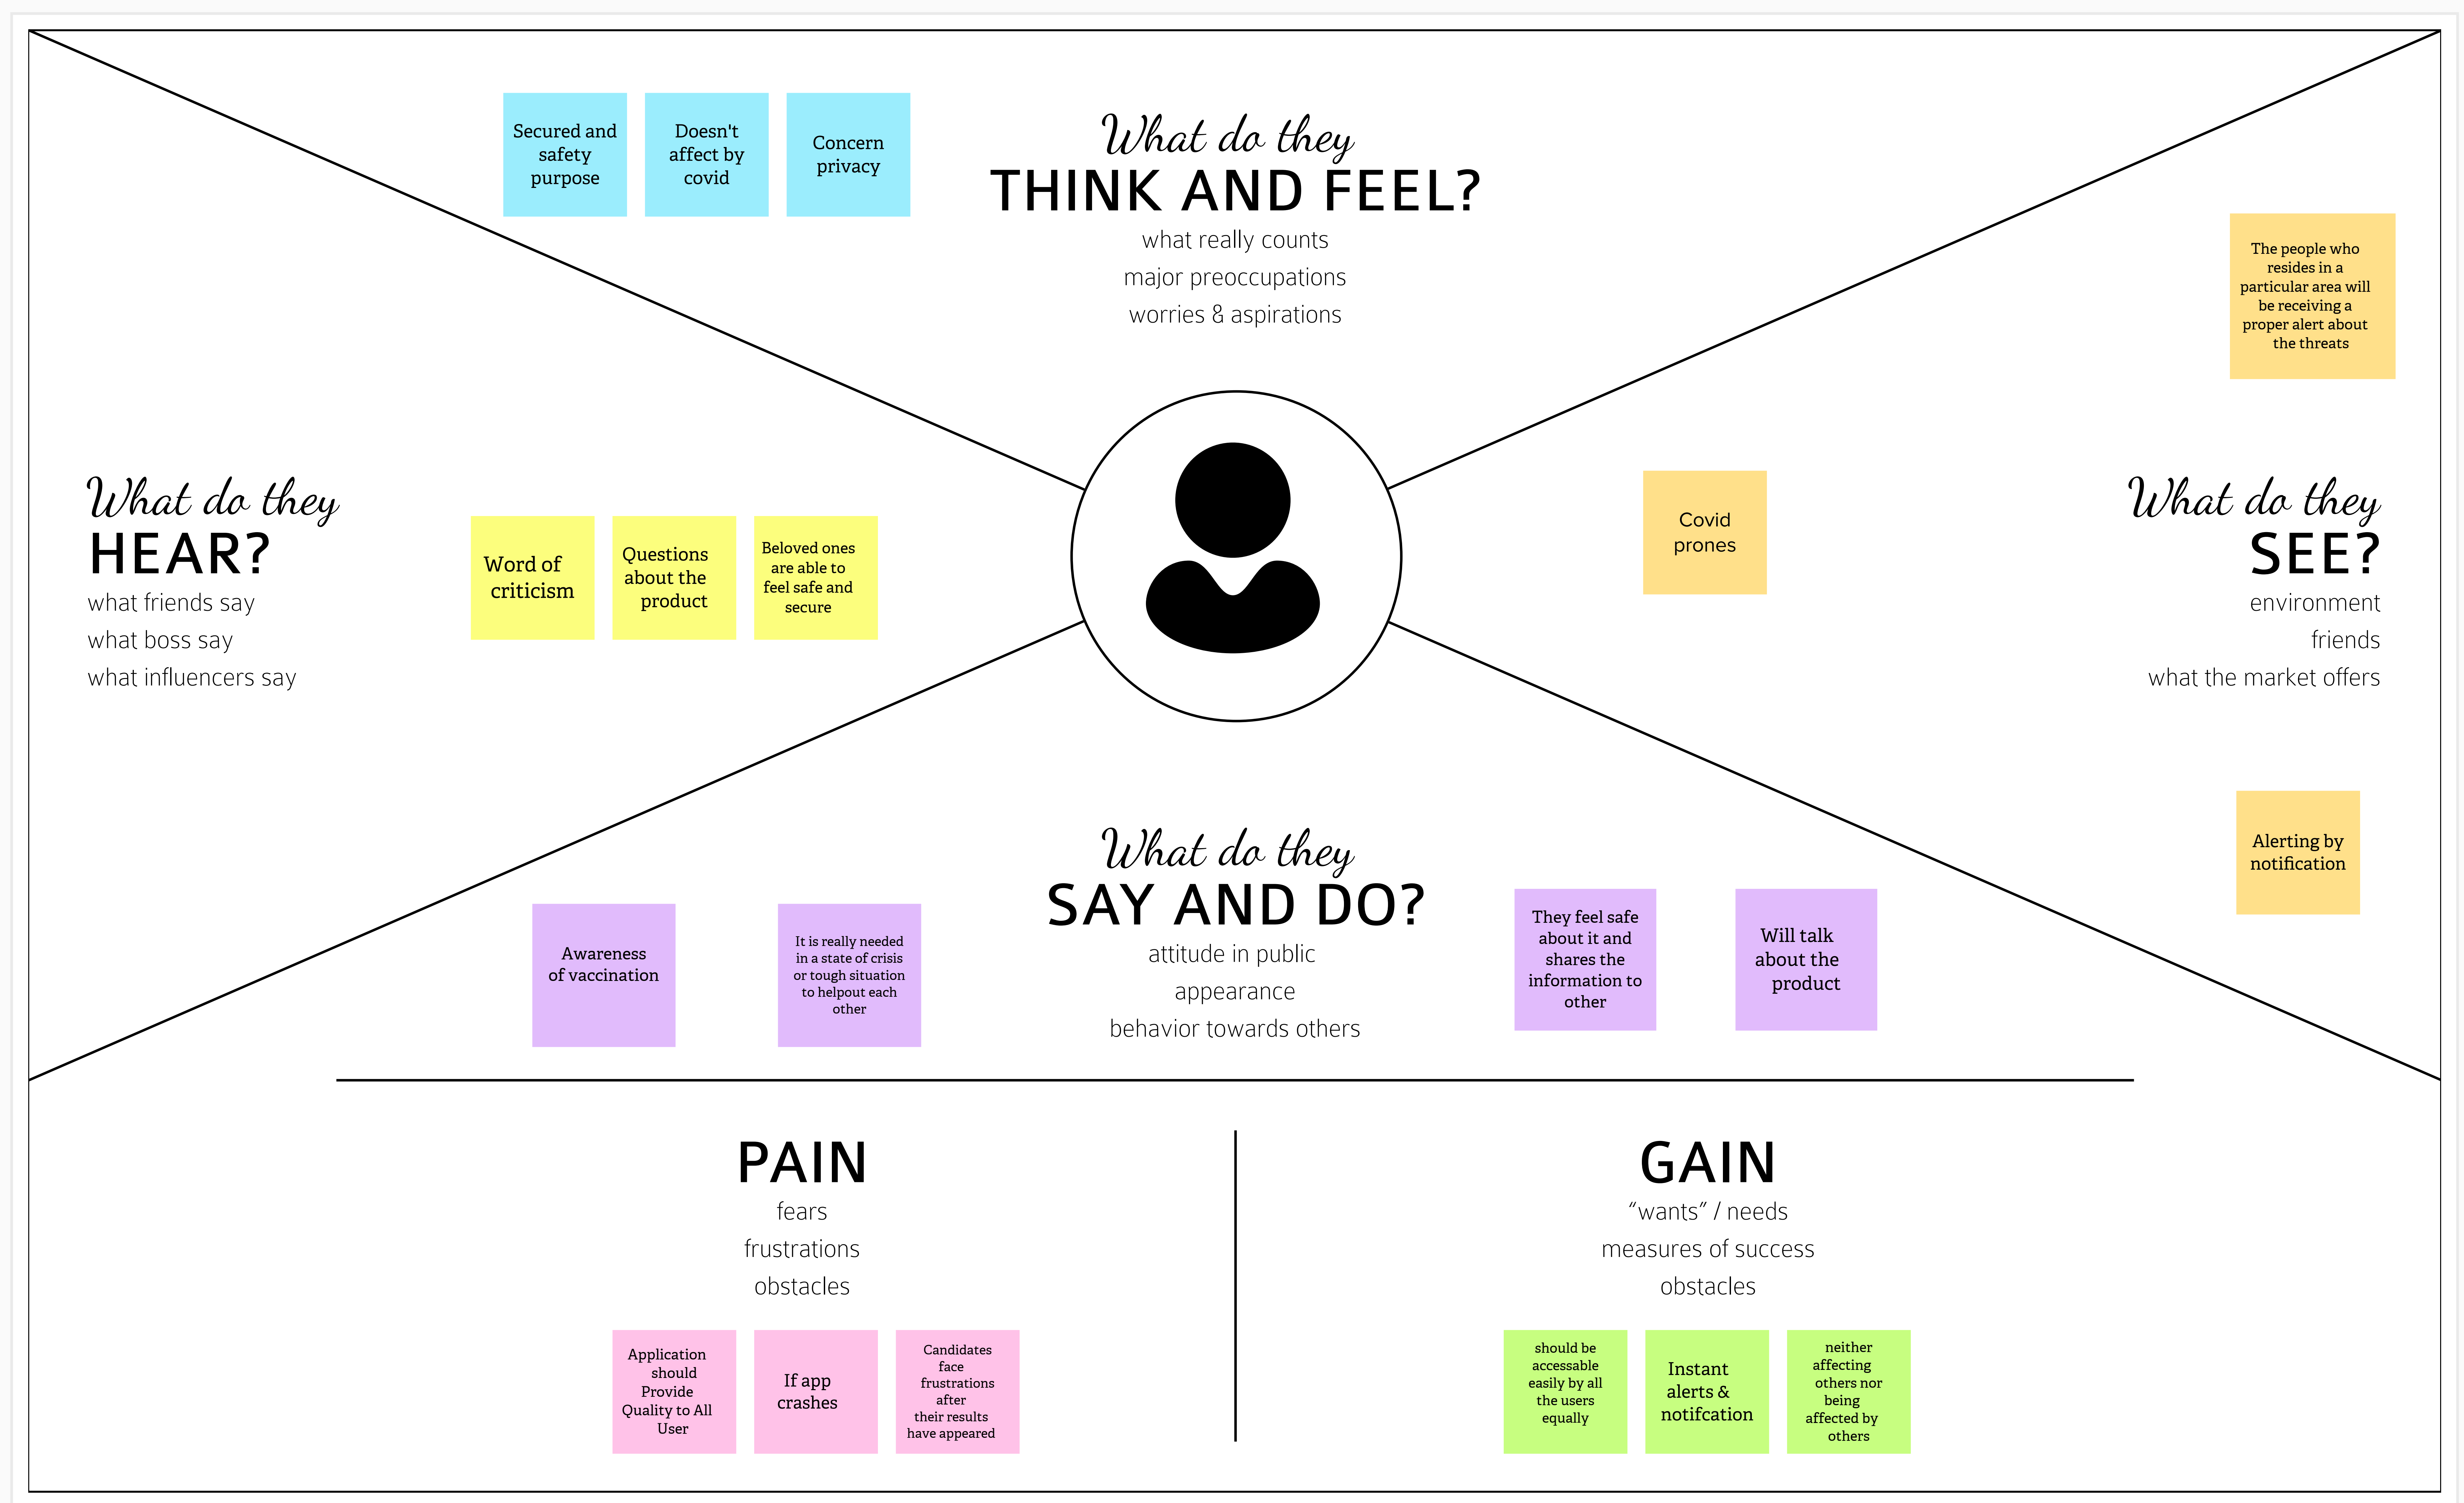 Secured and
safety
purpose
Doesn't
affect by
covid
Concern
privacy
What do they
THINK AND FEEL?
what really counts
major preoccupations
worries & aspirations
The people who
resides in a
particular area will
be receiving a
proper alert about
the threats
What do they
HEAR?
what friends say
what boss say
what influencers say
Word of
criticism
Questions
about the
product
Beloved ones
are able to
feel safe and
secure
Covid
prones
What do they
SEE?
environment
friends
what the market offers
Alerting by
notification
What do they
SAY AND DO?
attitude in public
appearance
behavior towards others
Awareness
of vaccination
It is really needed
in a state of crisis
or tough situation
to helpout each
other
They feel safe
about it and
shares the
information to
other
Will talk
about the
product
PAIN
fears
frustrations
obstacles
Application
should
Provide
Quality to All
User
If app
crashes
Candidates
face
frustrations
after
their results
have appeared
GAIN
“wants” / needs
measures of success
obstacles
should be
accessable
easily by all
the users
equally
Instant
alerts &
notifcation
neither
affecting
others nor
being
affected by
others